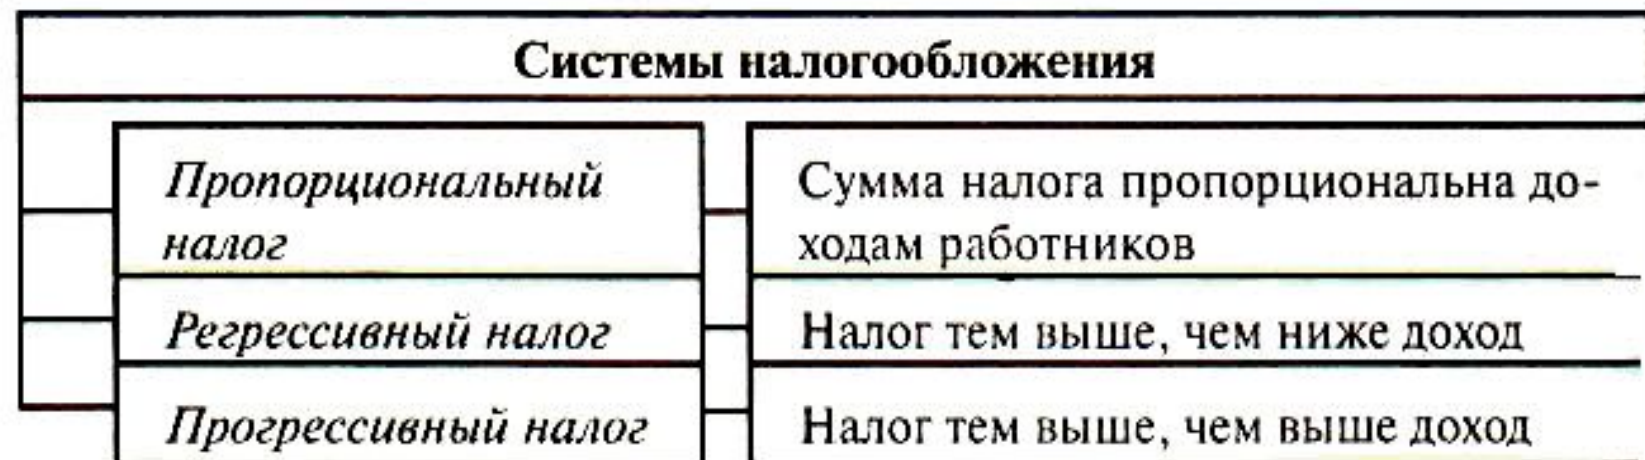 Системы налогообложения
Пропорциональный
налог
Сумма налога пропорциональна до-
ходам работников
Регрессивный налог
Налог тем выше, чем ниже доход
Прогрессивный налог
Налог тем выше, чем выше доход